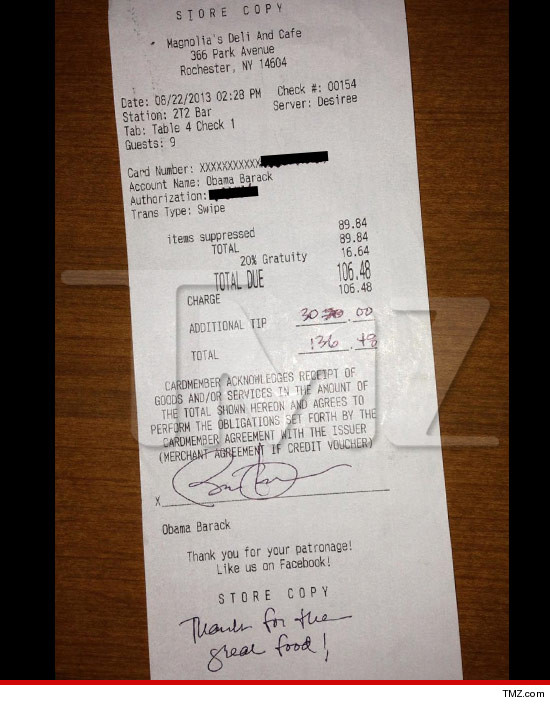 STORE COPY
Magnolia's Deli And Cafe
366 Park Avenue
Rochester, NY 14604
Date: 08/22/2013 02:28 PM Check #: 00154
Station: 2T2 Bar Server: Desiree
Tab: Table 4 Check 1
Guests: 9
Card Number: XXXXXXXXXXX
Account Name: Obama Barack
Authorization:
Trans Type: Swipe
items suppressed 89.84
TOTAL 89.84
20% Gratuity 16.64
TOTAL DUE 106.48
CHARGE 106.48
ADDITIONAL TIP 30 .00
TOTAL 136.48
CARDMEMBER ACKNOWLEDGES RECEIPT OF
GOODS AND/OR SERVICES IN THE AMOUNT OF
THE TOTAL SHOWN HEREON AND AGREES TO
PERFORM THE OBLIGATIONS SET FORTH BY THE
CARDMEMBER AGREEMENT WITH THE ISSUER
(MERCHANT AGREEMENT IF CREDIT VOUCHER)
X
Obama Barack
Thank you for your patronage!
Like us on Facebook!
STORE COPY
Thanks for the
great food!
TMZ
TMZ.com